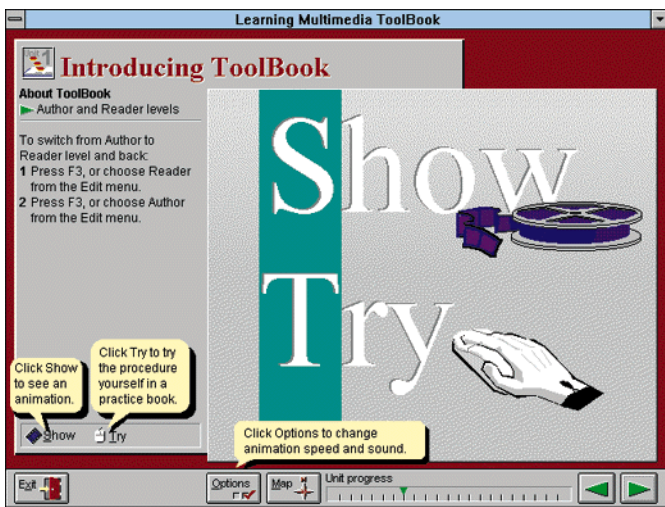 Learning Multimedia ToolBook
Unit 1
Introducing ToolBook
About ToolBook
Author and Reader levels
To switch from Author to
Reader level and back:
1 Press F3, or choose Reader
from the Edit menu.
2 Press F3, or choose Author
from the Edit menu.
Show
Try
Click Show
to see an
animation.
Click Try to try
the procedure
yourself in a
practice book.
Show Try
Click Options to change
animation speed and sound.
Exit
Options
Map
Unit progress